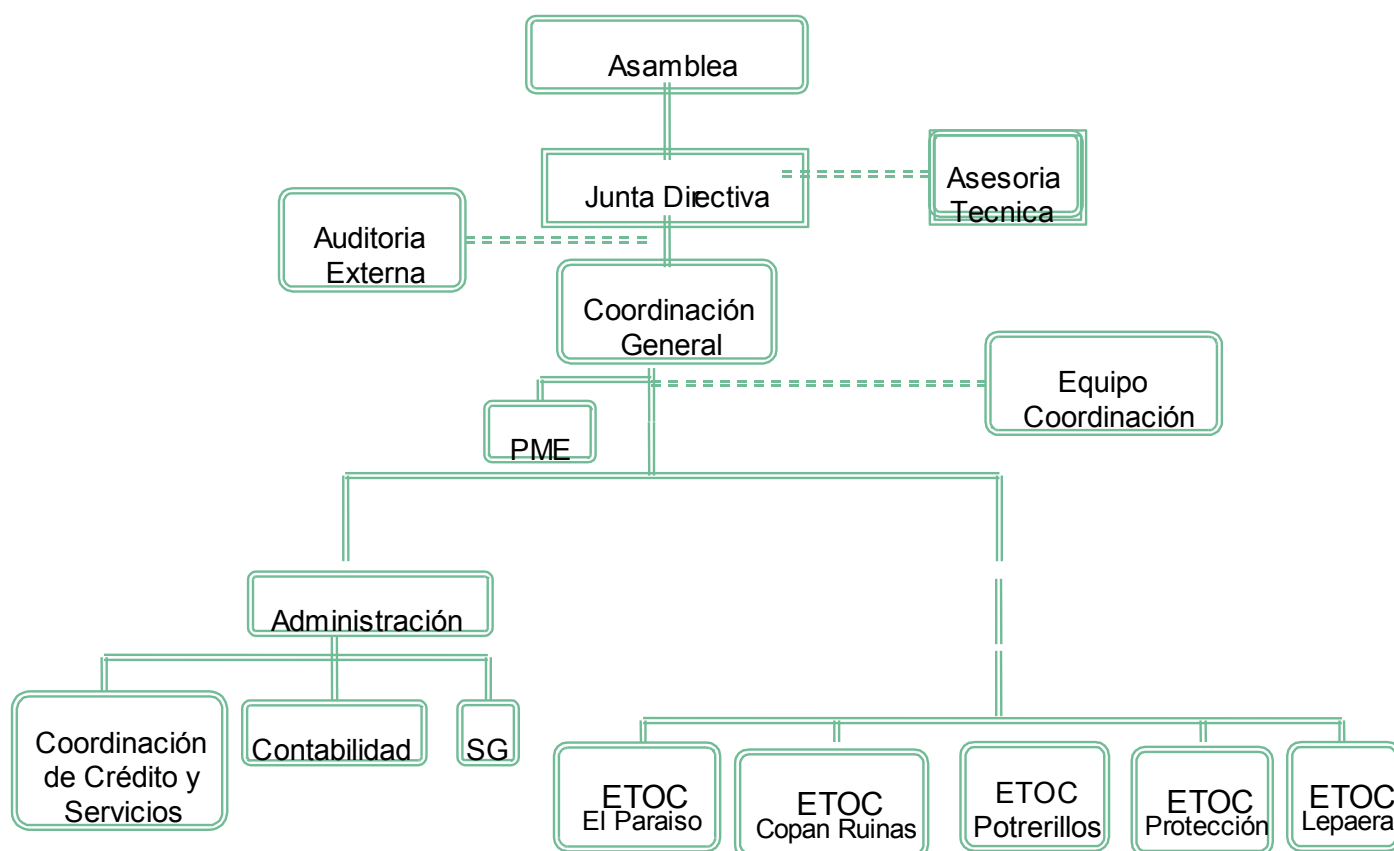 Asamblea
Junta Directiva
Asesoria
Tecnica
Auditoria
Externa
Coordinación
General
Equipo
Coordinación
PME
Administración
Coordinación
de Crédito y
Servicios
Contabilidad
SG
ETOC
El Paraiso
ETOC
Copan Ruinas
ETOC
Potrerillos
ETOC
Protección
ETOC
Lepaera